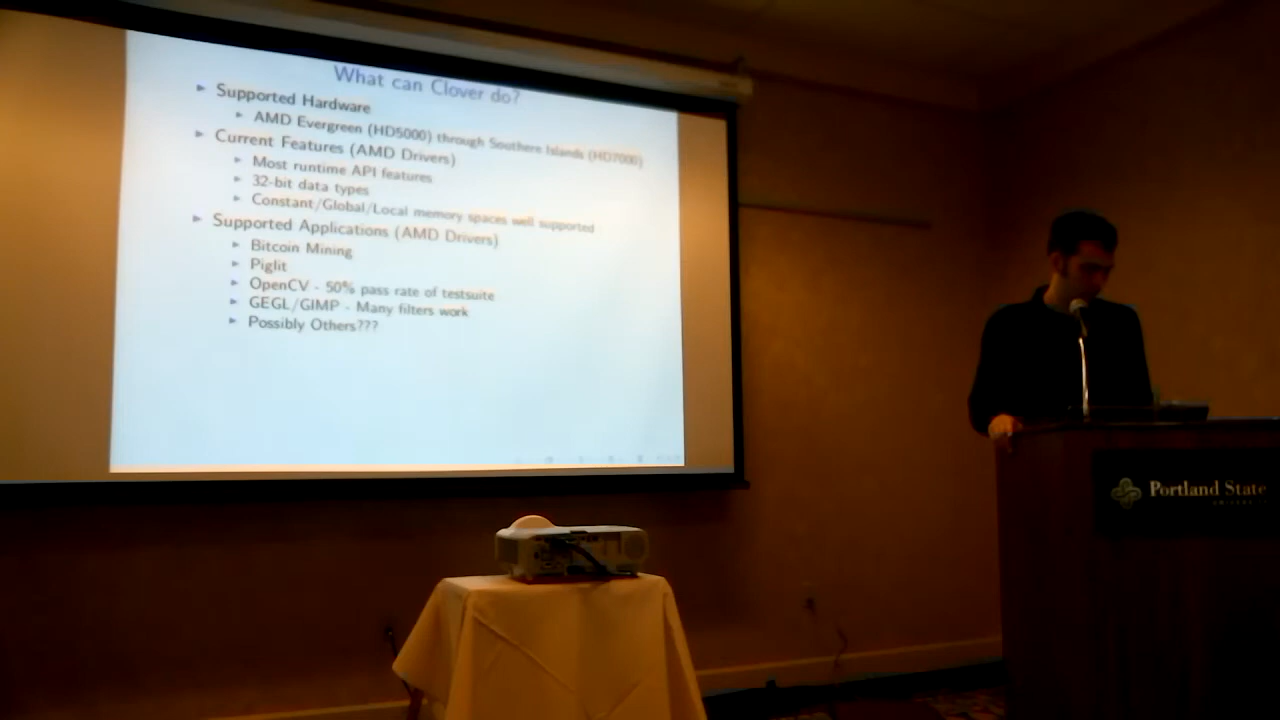 What can Clover do?
Supported Hardware
AMD Evergreen (HD5000) through Southern Islands (HD7000)
Current Features (AMD Drivers)
Most runtime API features
32-bit data types
Constant/Global/Local memory spaces well supported
Supported Applications (AMD Drivers)
Bitcoin Mining
Piglit
OpenCV - 50% pass rate of testsuite
GEGL/GIMP - Many filters work
Possibly Others???
Portland State